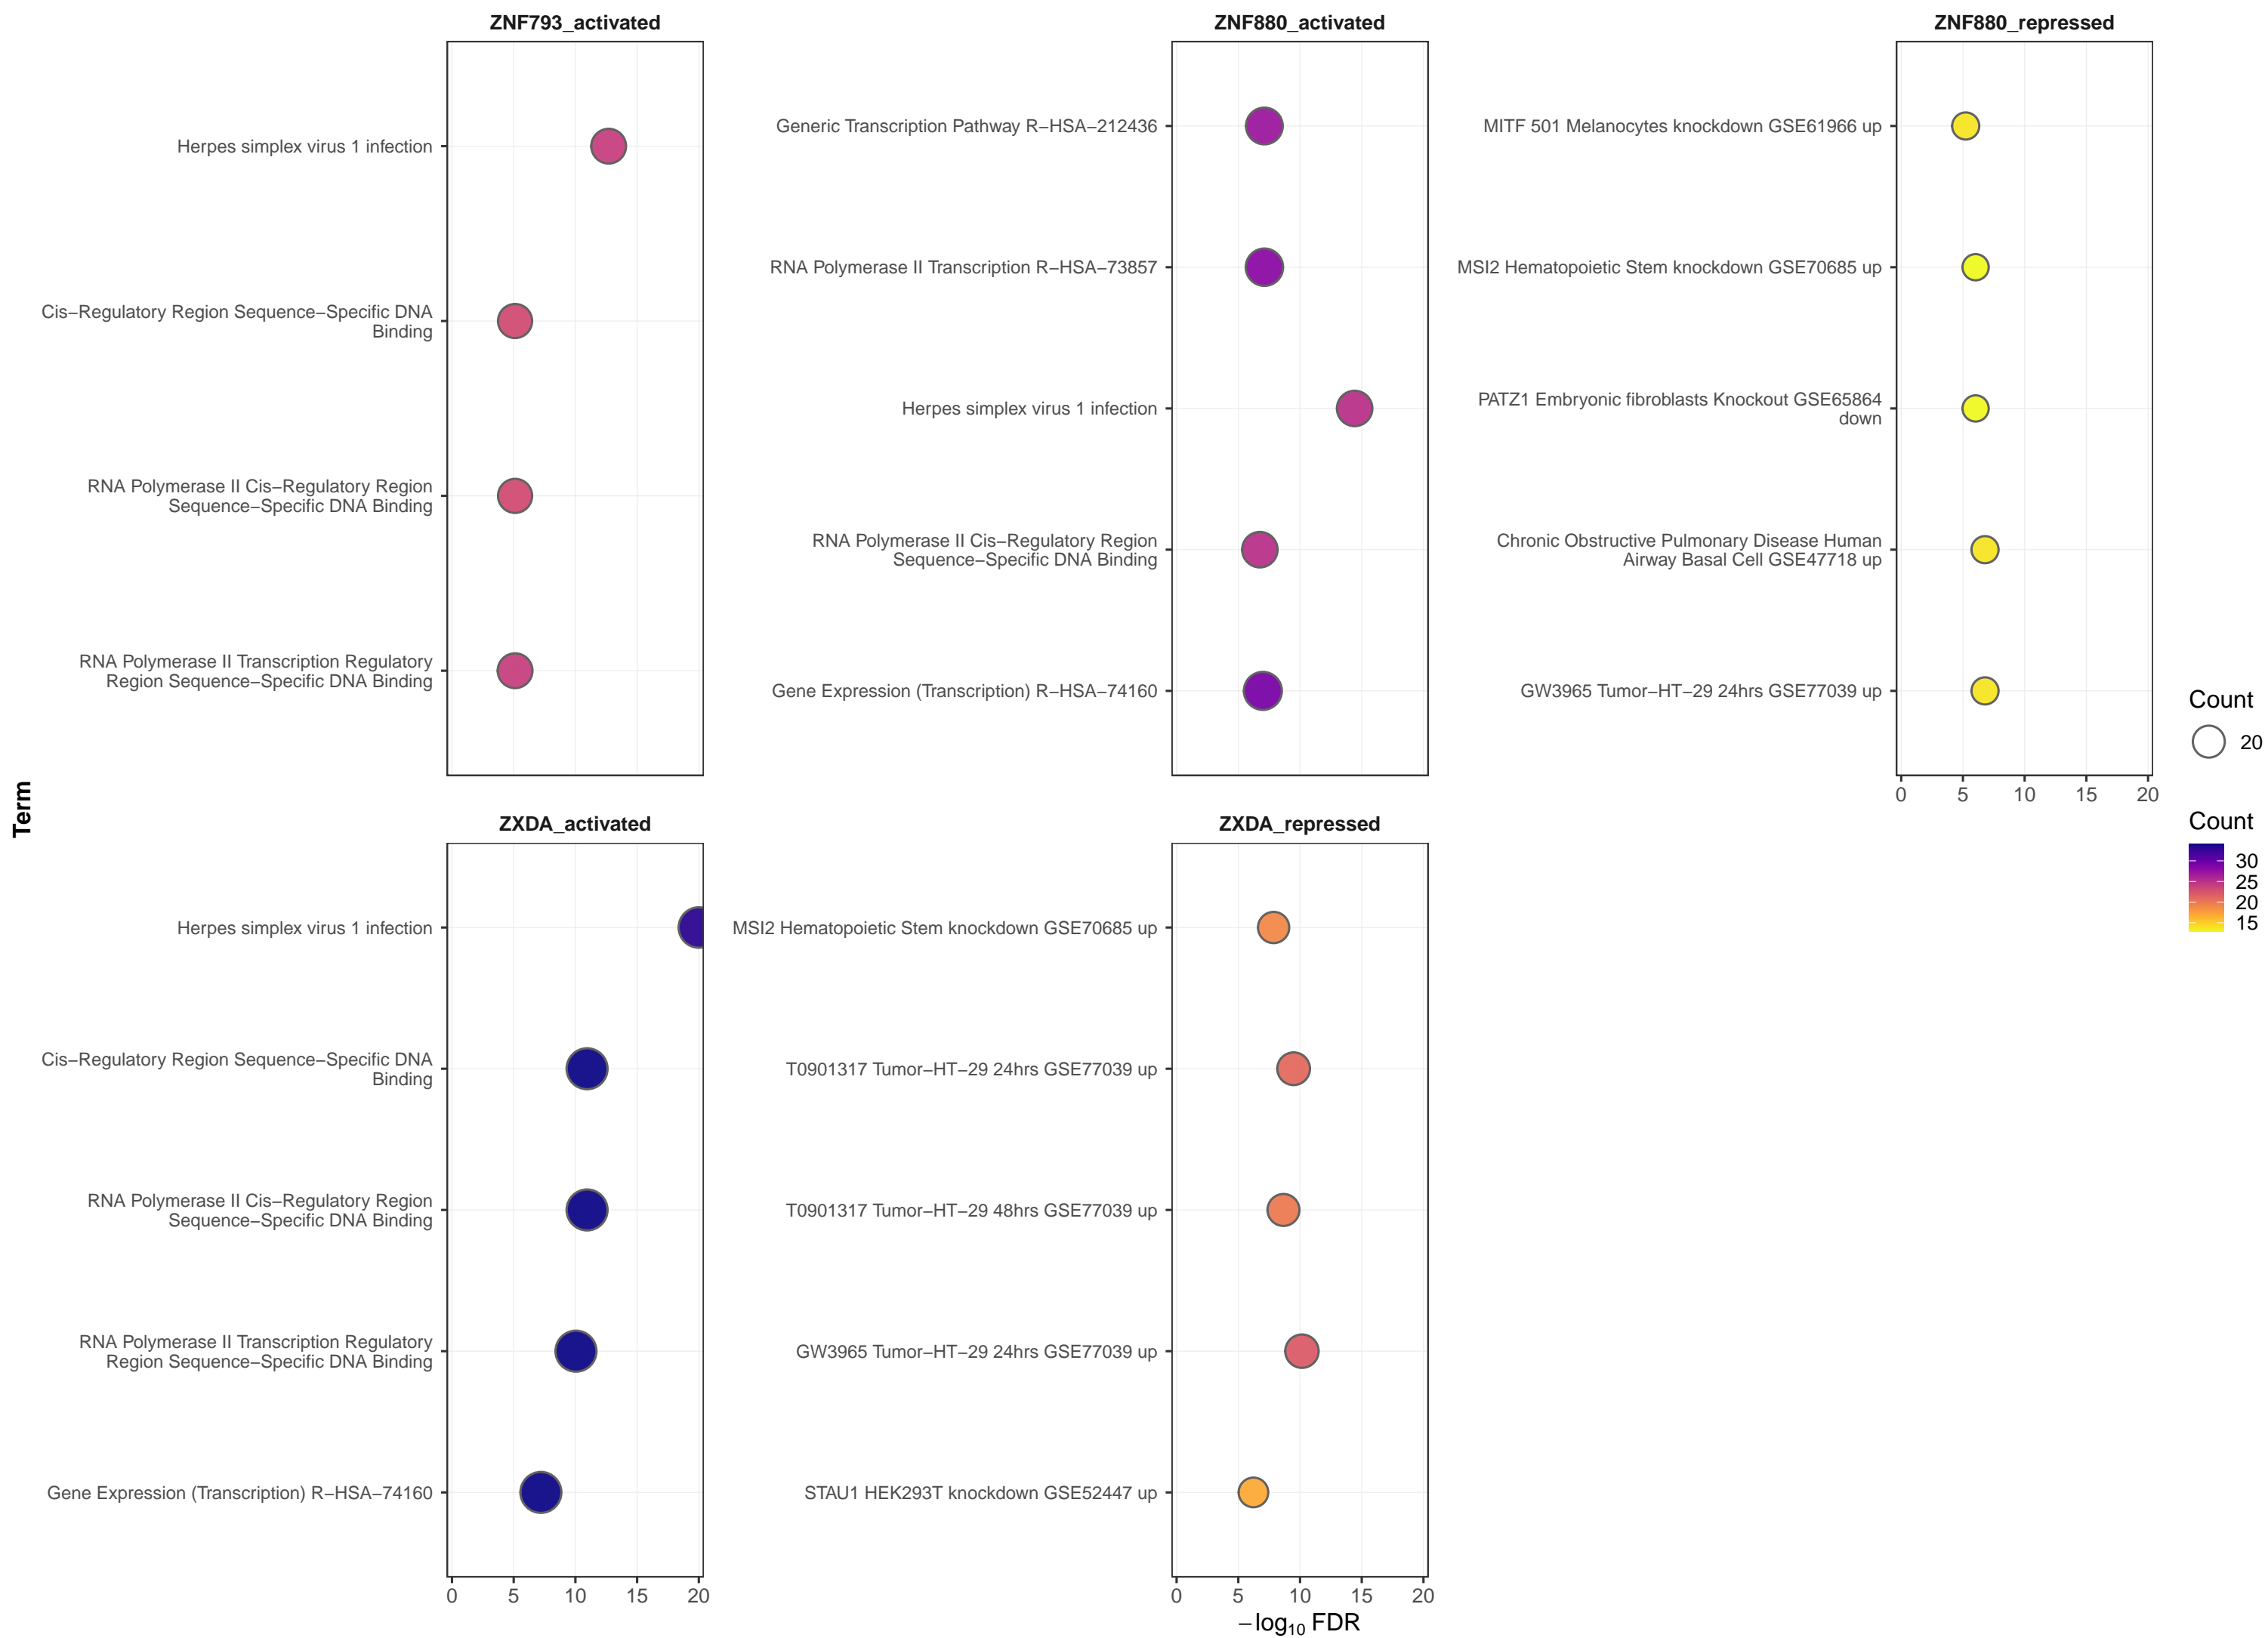 ZNF793_activated
Herpes simplex virus 1 infection
Cis−Regulatory Region Sequence−Specific DNA
Binding
RNA Polymerase II Cis−Regulatory Region
Sequence−Specific DNA Binding
RNA Polymerase II Transcription Regulatory
Region Sequence−Specific DNA Binding
ZNF880_activated
Generic Transcription Pathway R−HSA−212436
RNA Polymerase II Transcription R−HSA−73857
Herpes simplex virus 1 infection
RNA Polymerase II Cis−Regulatory Region
Sequence−Specific DNA Binding
Gene Expression (Transcription) R−HSA−74160
ZNF880_repressed
MITF 501 Melanocytes knockdown GSE61966 up
MSI2 Hematopoietic Stem knockdown GSE70685 up
PATZ1 Embryonic fibroblasts Knockout GSE65864
down
Chronic Obstructive Pulmonary Disease Human
Airway Basal Cell GSE47718 up
GW3965 Tumor−HT−29 24hrs GSE77039 up
0 5 10 15 20
Term
ZXDA_activated
Herpes simplex virus 1 infection
Cis−Regulatory Region Sequence−Specific DNA
Binding
RNA Polymerase II Cis−Regulatory Region
Sequence−Specific DNA Binding
RNA Polymerase II Transcription Regulatory
Region Sequence−Specific DNA Binding
Gene Expression (Transcription) R−HSA−74160
0 5 10 15 20
ZXDA_repressed
MSI2 Hematopoietic Stem knockdown GSE70685 up
T0901317 Tumor−HT−29 24hrs GSE77039 up
T0901317 Tumor−HT−29 48hrs GSE77039 up
GW3965 Tumor−HT−29 24hrs GSE77039 up
STAU1 HEK293T knockdown GSE52447 up
0 5 10 15 20
−log10 FDR
Count
20
Count
30
25
20
15